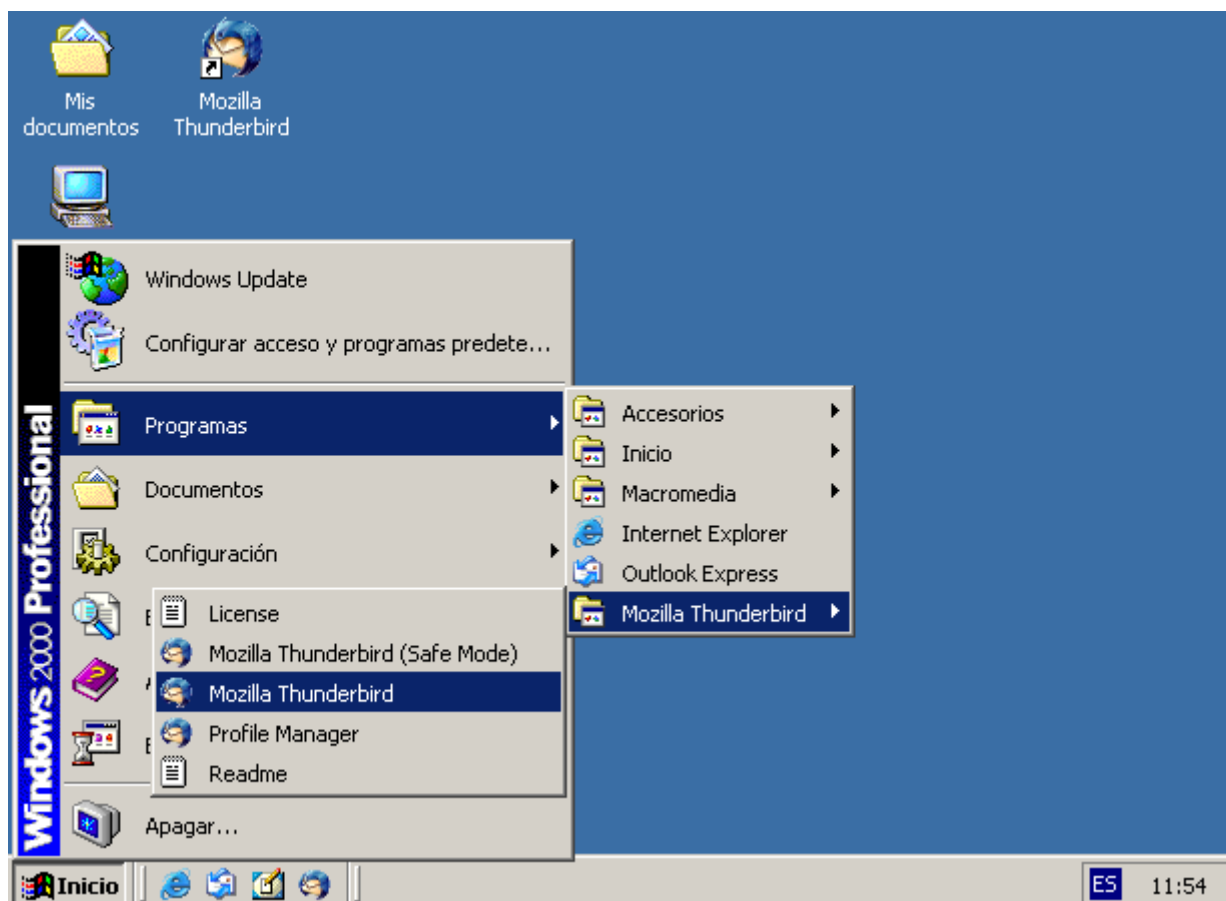 Mis
documentos
Mozilla
Thunderbird
Windows 2000 Professional
Windows Update
Configurar acceso y programas predete...
Programas
Documentos
Configuración
Apagar...
Accesorios
Inicio
Macromedia
Internet Explorer
Outlook Express
Mozilla Thunderbird
License
Mozilla Thunderbird (Safe Mode)
Mozilla Thunderbird
Profile Manager
Readme
Inicio
ES
11:54